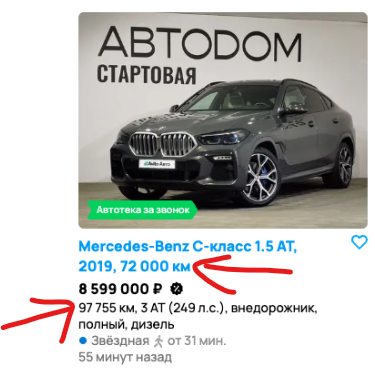 АВТОDOM
СТАРТОВАЯ
Avito Авто
Автотека за звонок
Mercedes-Benz C-класс 1.5 AT,
2019, 72 000 км
8 599 000 ₽
97 755 км, 3 AT (249 л.с.), внедорожник,
полный, дизель
Звёздная от 31 мин.
55 минут назад